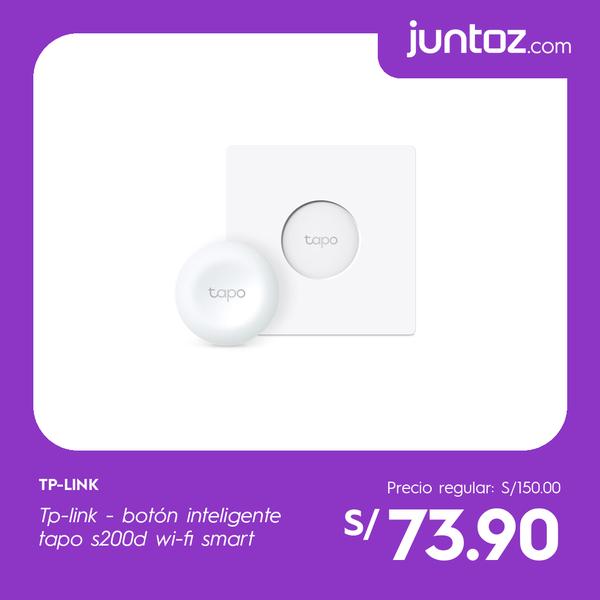 juntoz.com
tapo
tapo
TP-LINK
Tp-link - botón inteligente
tapo s200d wi-fi smart
Precio regular: S/150.00
S/73.90